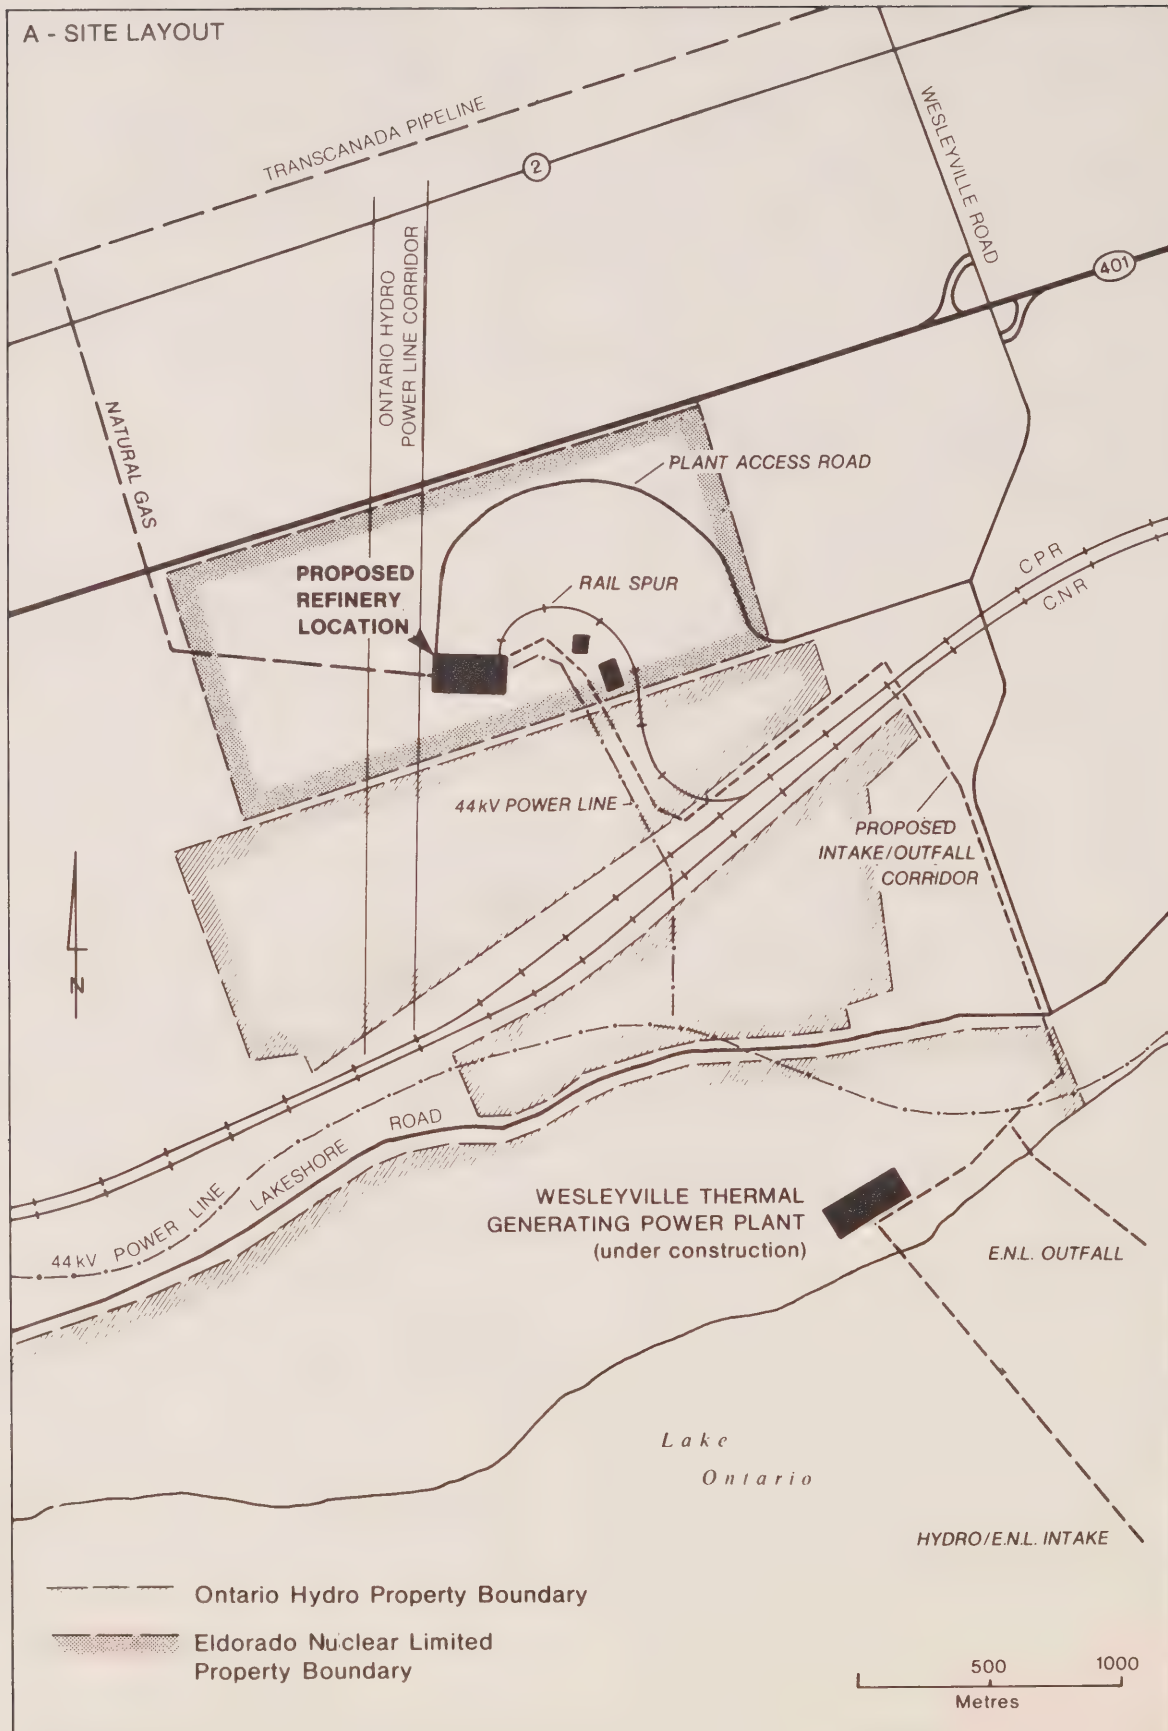 A - SITE LAYOUT
TRANSCANADA PIPELINE
2
WESLEYVILLE ROAD
401
ONTARIO HYDRO
POWER LINE CORRIDOR
NATURAL GAS
PLANT ACCESS ROAD
PROPOSED
REFINERY
LOCATION
RAIL SPUR
C P R
C.N.R
44kV POWER LINE
PROPOSED
INTAKE/OUTFALL
CORRIDOR
N
LAKESHORE ROAD
44kV POWER LINE
WESLEYVILLE THERMAL
GENERATING POWER PLANT
(under construction)
E.N.L. OUTFALL
Lake
Ontario
HYDRO/E.N.L. INTAKE
Ontario Hydro Property Boundary
Eldorado Nuclear Limited
Property Boundary
500 1000
Metres